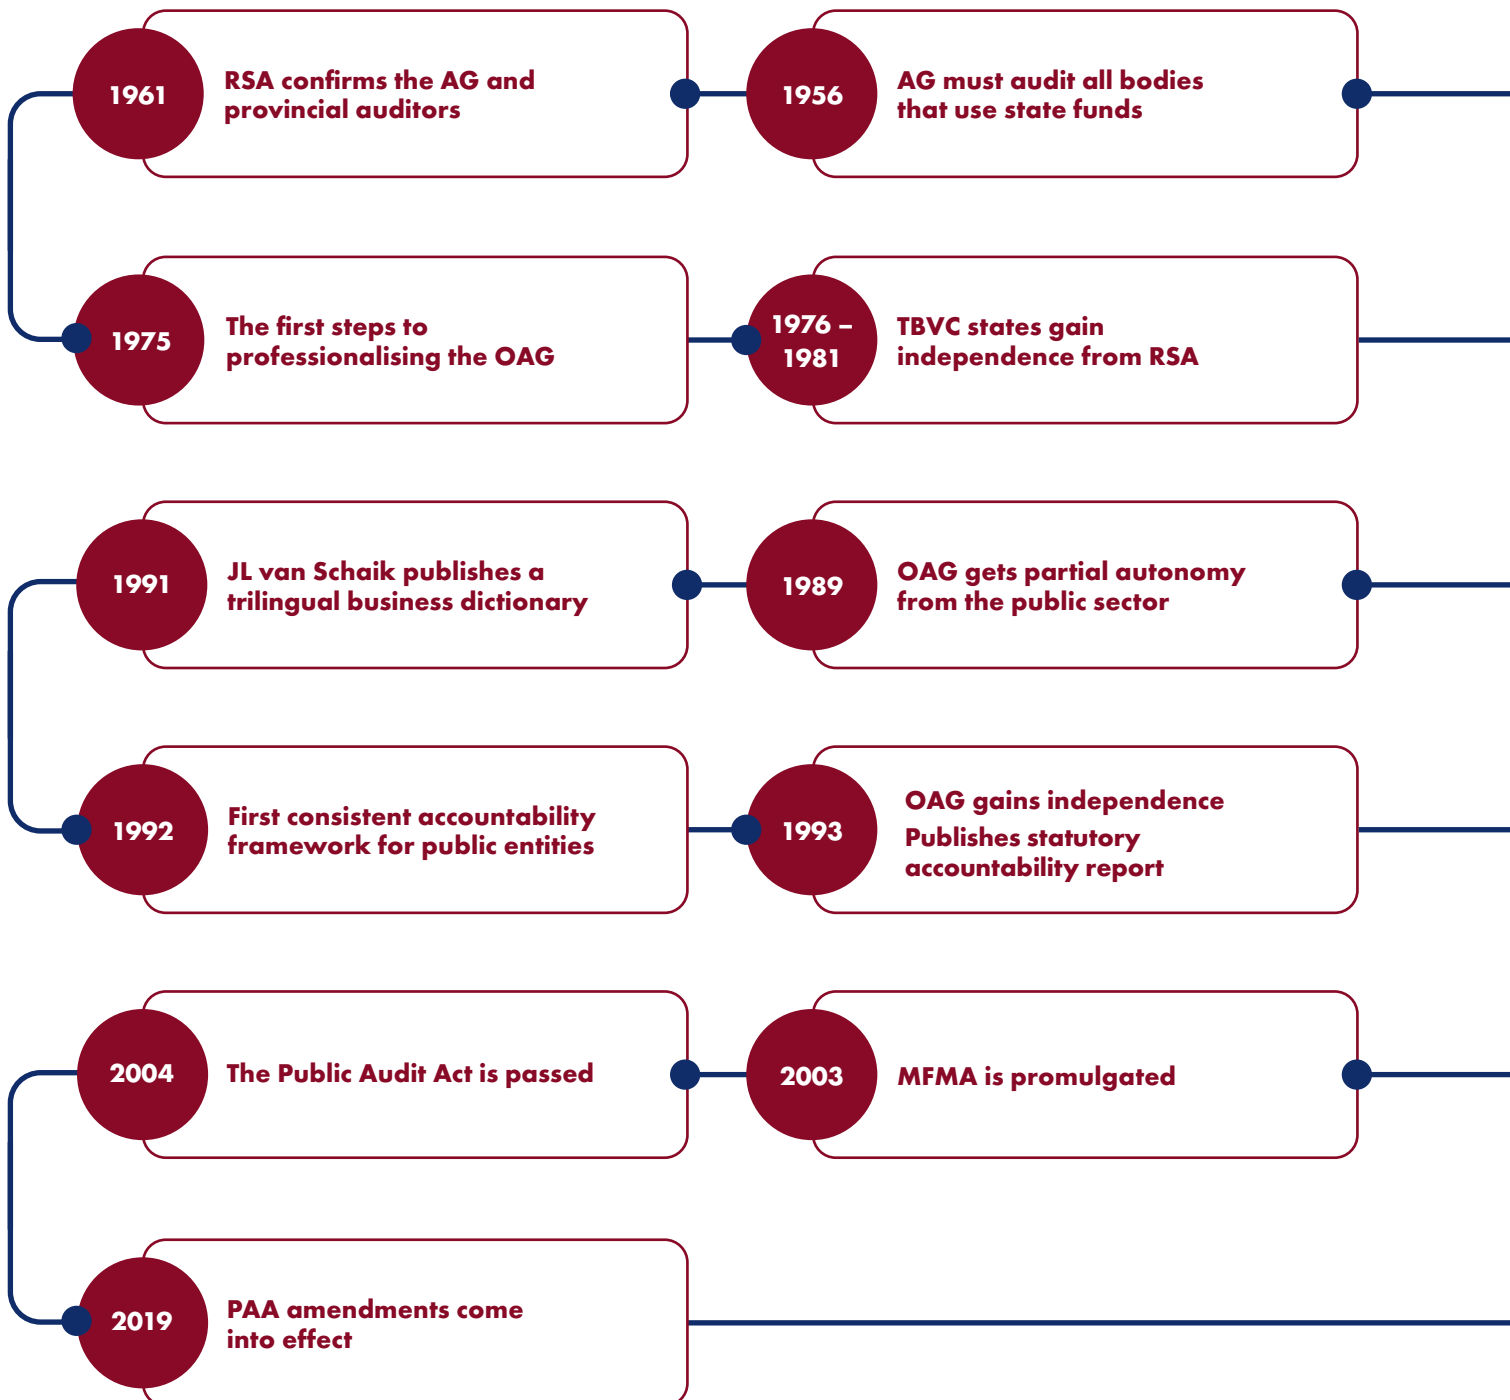 1961
RSA confirms the AG and
provincial auditors
1956
AG must audit all bodies
that use state funds
1975
The first steps to
professionalising the OAG
1976 –
1981
TBVC states gain
independence from RSA
1991
JL van Schaik publishes a
trilingual business dictionary
1989
OAG gets partial autonomy
from the public sector
1992
First consistent accountability
framework for public entities
1993
OAG gains independence
Publishes statutory
accountability report
2004
The Public Audit Act is passed
2003
MFMA is promulgated
2019
PAA amendments come
into effect